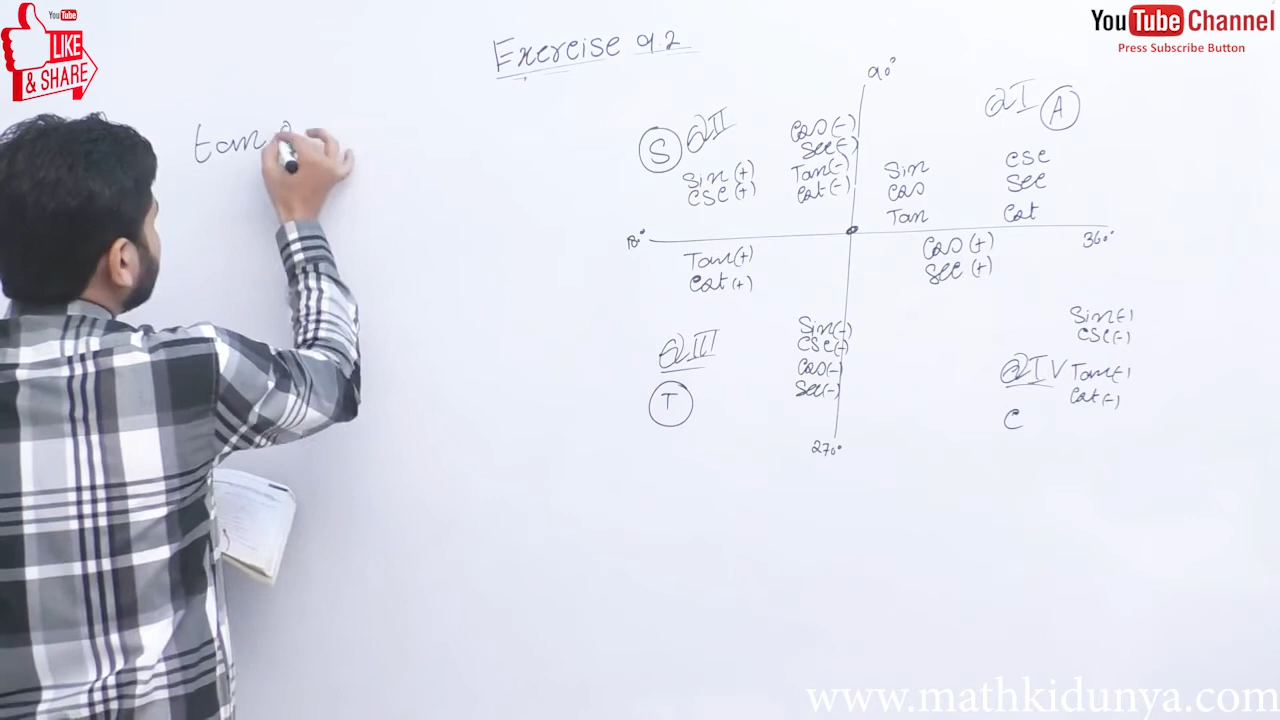 YouTube
LIKE
& SHARE
YouTube Channel
Press Subscribe Button
Exercise 9.2
tan
90°
S QII
Sin (+)
CSC (+)
Cos (-)
Sec (-)
Tan (-)
Cot (-)
QI A
Sin
Cos
Tan
CSC
Sec
Cot
180°
360°
Tan (+)
Cot (+)
Cos (+)
Sec (+)
QIII
T
Sin (-)
CSC (-)
Cos (-)
Sec (-)
Sin (-)
CSC (-)
QIV
Tan (-)
Cot (-)
C
270°
www.mathkidunya.com